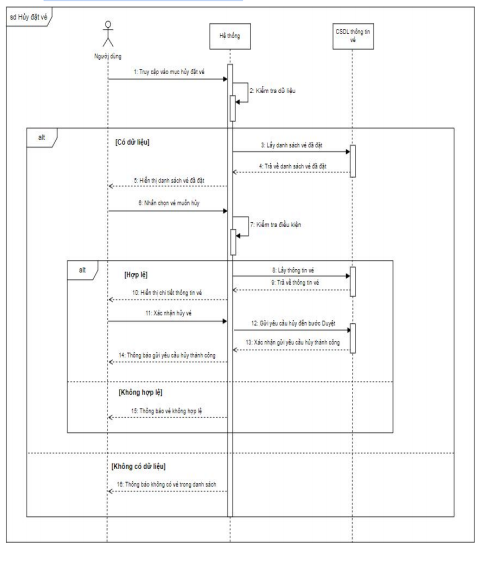 sd Hủy đặt vé
Người dùng
Hệ thống
CSDL thông tin
vé
1: Truy cập vào mục hủy đặt vé
2: Kiểm tra dữ liệu
alt
[Có dữ liệu]
3: Lấy danh sách vé đã đặt
4: Trả về danh sách vé đã đặt
5: Hiển thị danh sách vé đã đặt
6: Nhấn chọn vé muốn hủy
7: Kiểm tra điều kiện
alt
[Hợp lệ]
8: Lấy thông tin vé
9: Trả về thông tin vé
10: Hiển thị chi tiết thông tin vé
11: Xác nhận hủy vé
12: Gửi yêu cầu hủy đến bước Duyệt
13: Xác nhận gửi yêu cầu hủy thành công
14: Thông báo gửi yêu cầu hủy thành công
[Không hợp lệ]
15: Thông báo vé không hợp lệ
[Không có dữ liệu]
16: Thông báo không có vé trong danh sách